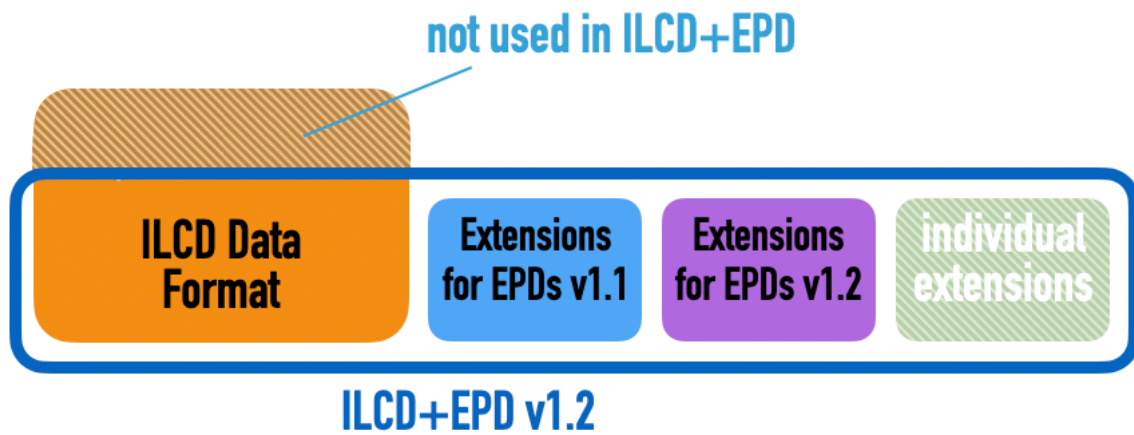 not used in ILCD+EPD
ILCD Data
Format
Extensions
for EPDs v1.1
Extensions
for EPDs v1.2
individual
extensions
ILCD+EPD v1.2